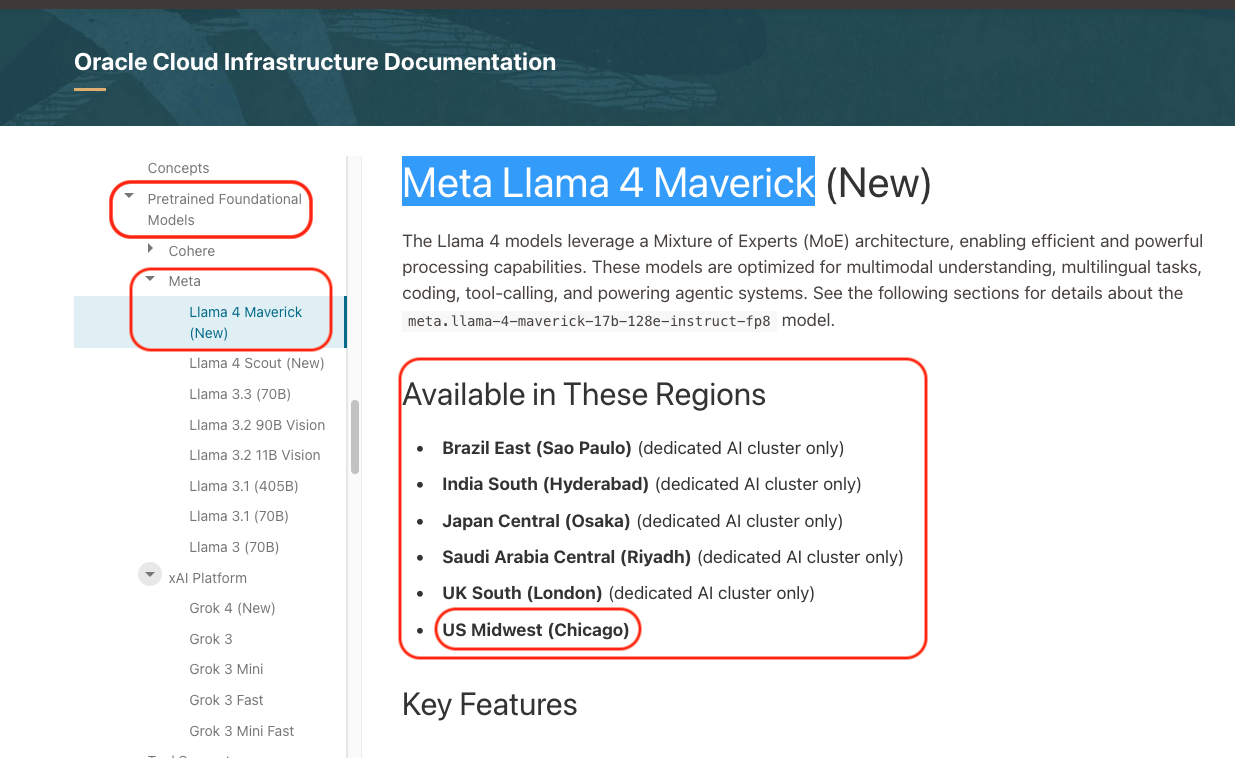 Oracle Cloud Infrastructure Documentation
Concepts
Pretrained Foundational
Models
Cohere
Meta
Llama 4 Maverick
(New)
Llama 4 Scout (New)
Llama 3.3 (70B)
Llama 3.2 90B Vision
Llama 3.2 11B Vision
Llama 3.1 (405B)
Llama 3.1 (70B)
Llama 3 (70B)
xAI Platform
Grok 4 (New)
Grok 3
Grok 3 Mini
Grok 3 Fast
Grok 3 Mini Fast
Meta Llama 4 Maverick (New)
The Llama 4 models leverage a Mixture of Experts (MoE) architecture, enabling efficient and powerful
processing capabilities. These models are optimized for multimodal understanding, multilingual tasks,
coding, tool-calling, and powering agentic systems. See the following sections for details about the
meta.llama-4-maverick-17b-128e-instruct-fp8 model.
Available in These Regions
• Brazil East (Sao Paulo) (dedicated AI cluster only)
• India South (Hyderabad) (dedicated AI cluster only)
• Japan Central (Osaka) (dedicated AI cluster only)
• Saudi Arabia Central (Riyadh) (dedicated AI cluster only)
• UK South (London) (dedicated AI cluster only)
• US Midwest (Chicago)
Key Features